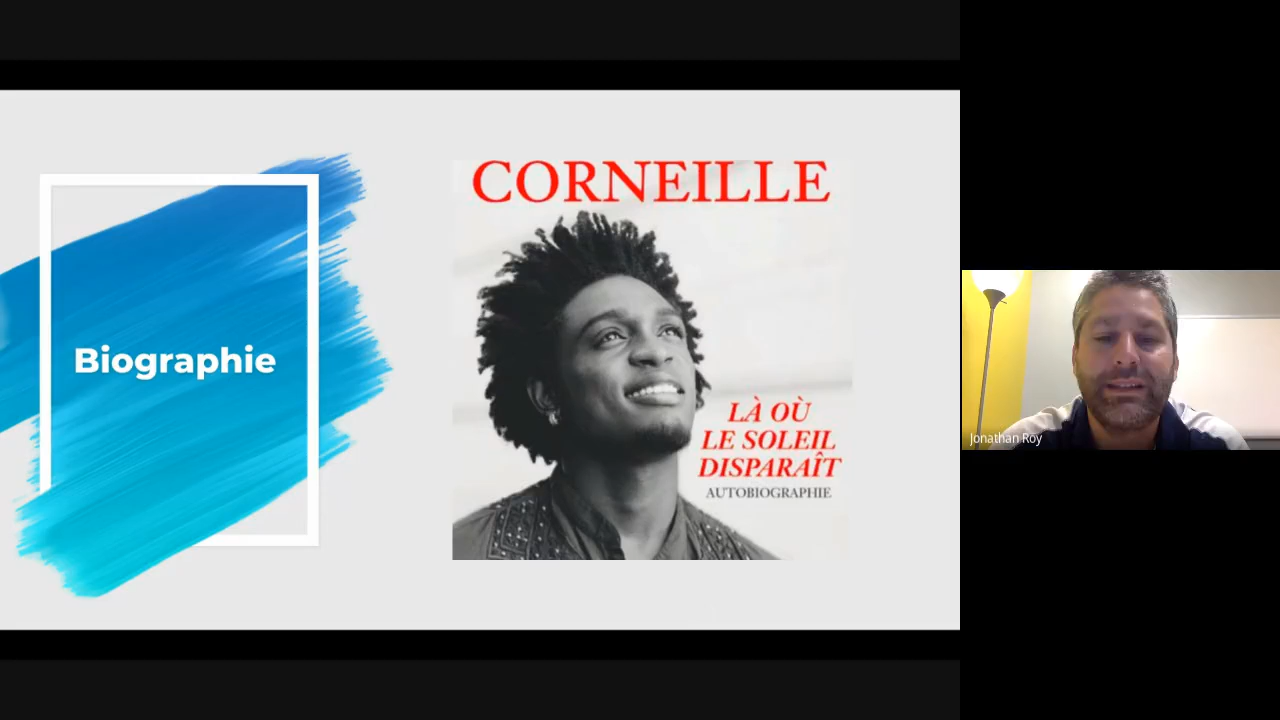 Biographie
CORNEILLE
LÀ OÙ
LE SOLEIL
DISPARAÎT
AUTOBIOGRAPHIE
Jonathan Roy